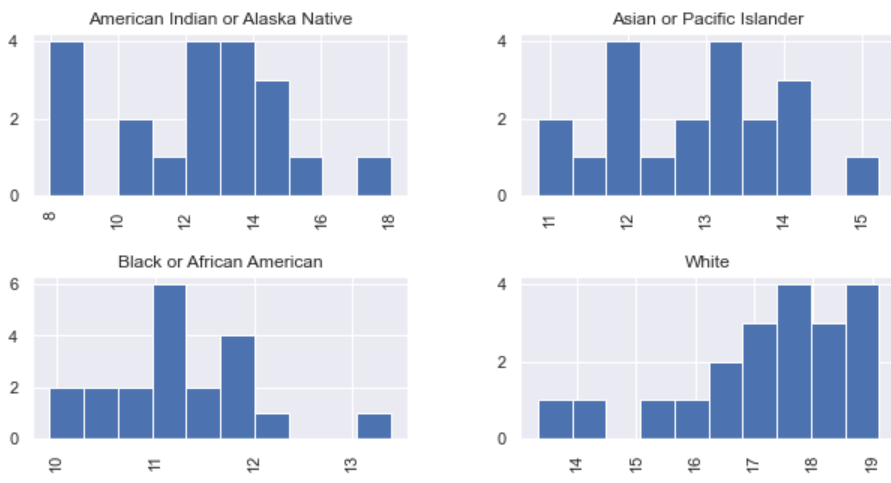 American Indian or Alaska Native
4
2
0
8 10 12 14 16 18
Asian or Pacific Islander
4
2
0
11 12 13 14 15
Black or African American
6
4
2
0
10 11 12 13
White
4
2
0
14 15 16 17 18 19